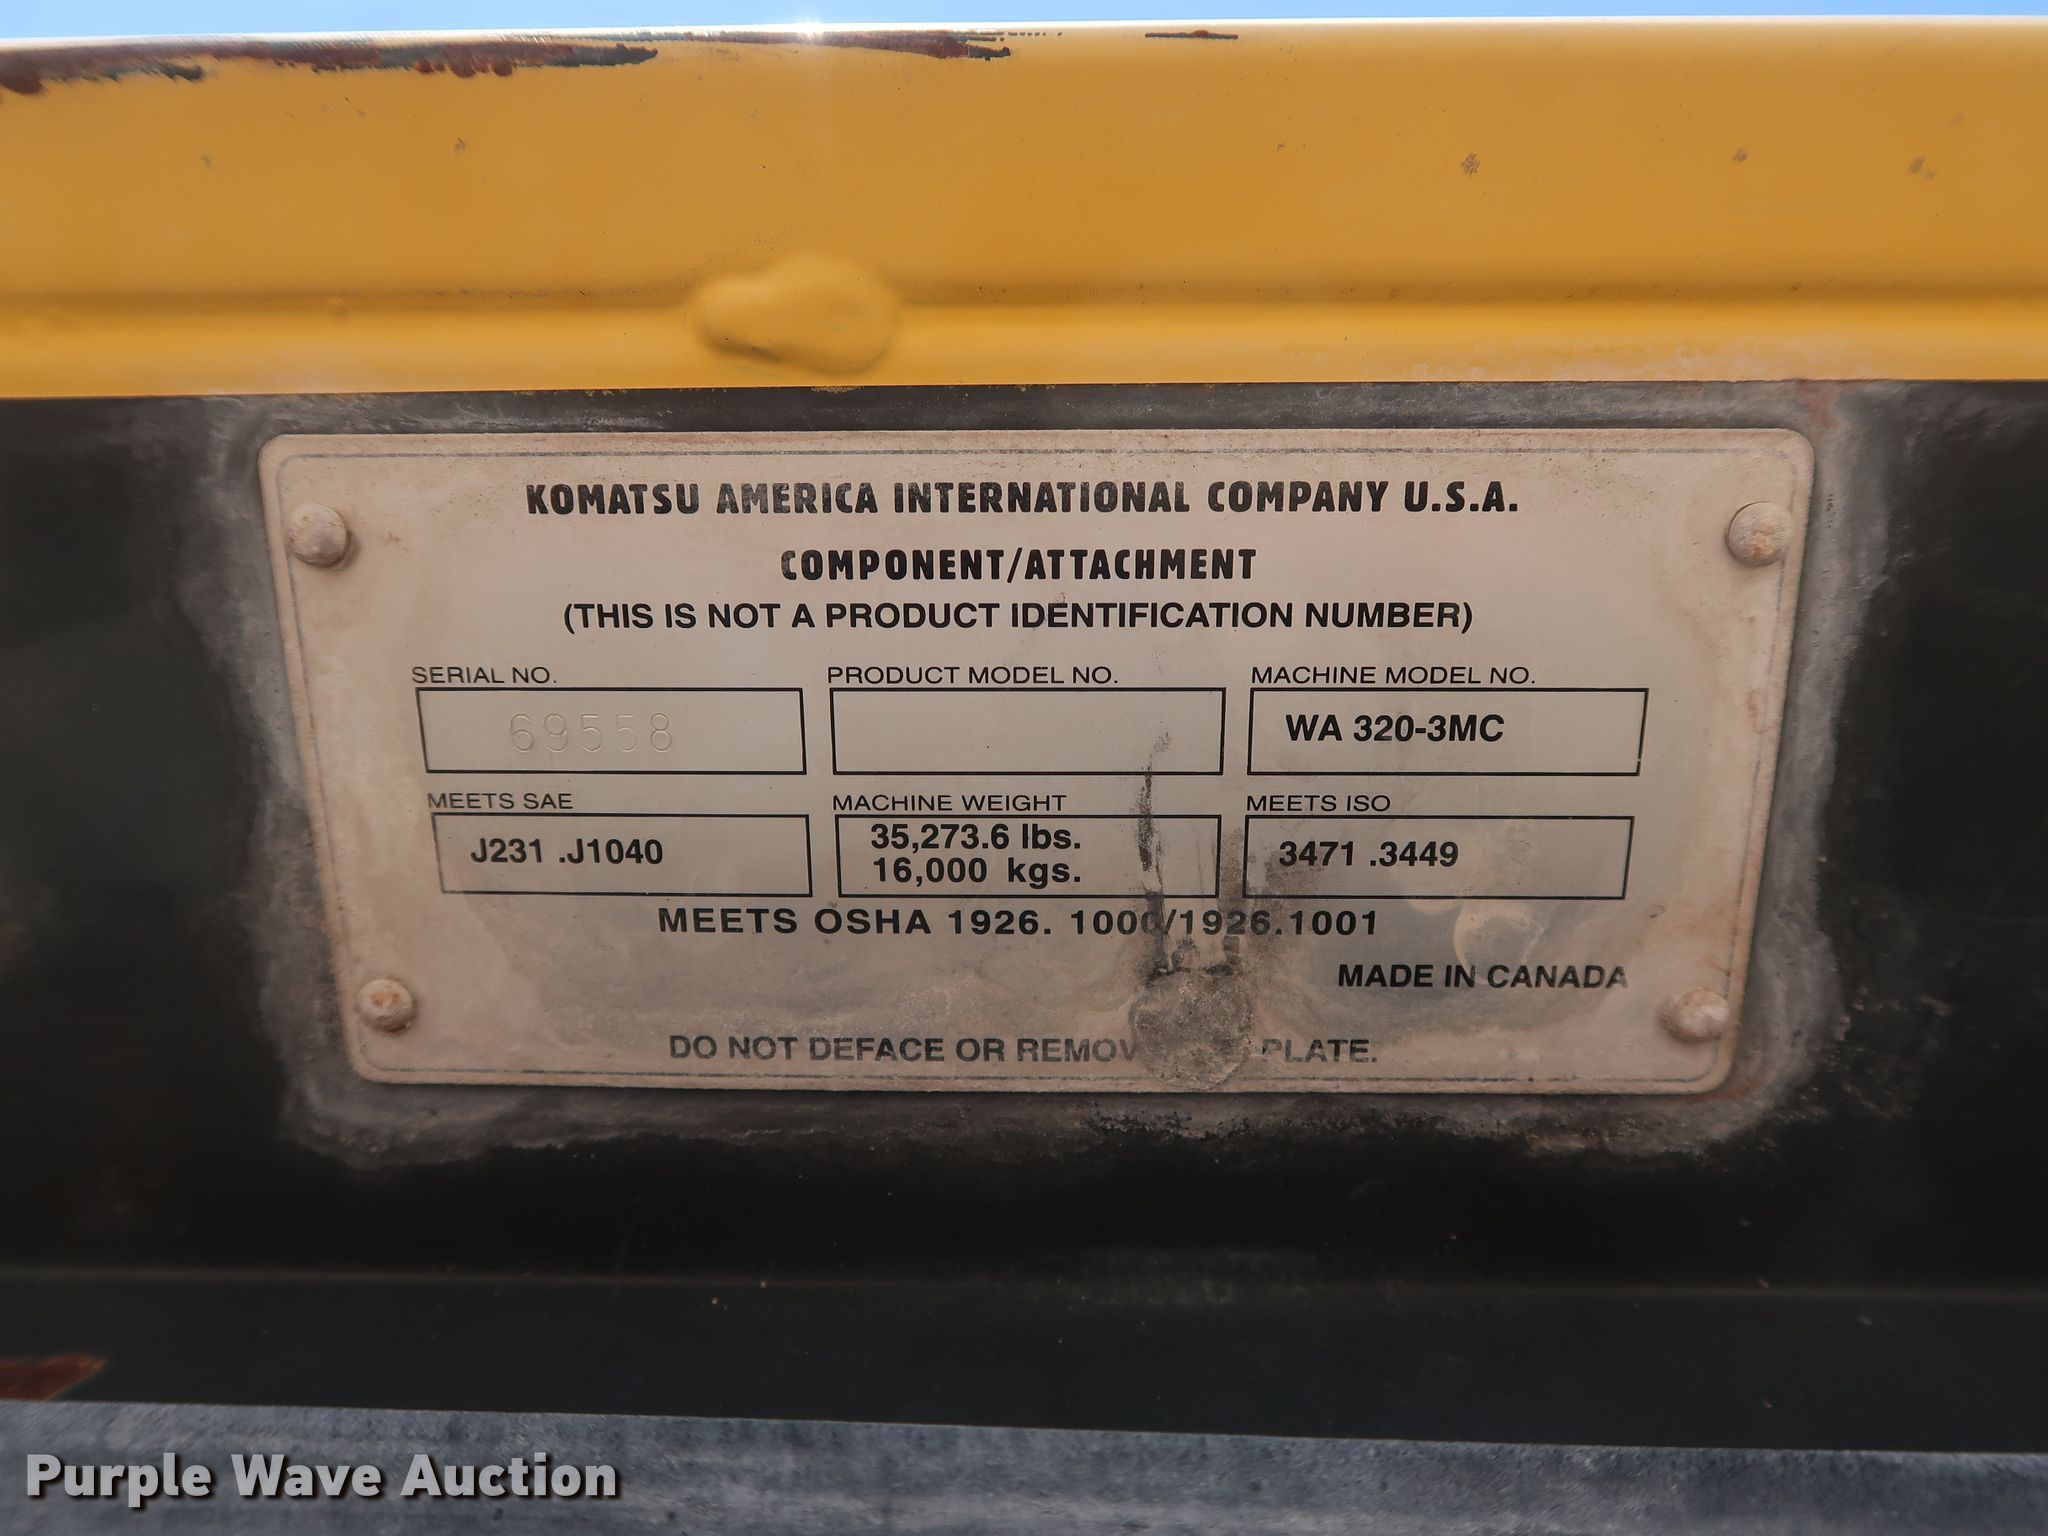 KOMATSU AMERICA INTERNATIONAL COMPANY U.S.A.
COMPONENT/ATTACHMENT
(THIS IS NOT A PRODUCT IDENTIFICATION NUMBER)
SERIAL NO. PRODUCT MODEL NO. MACHINE MODEL NO.
69558 WA 320-3MC
MEETS SAE MACHINE WEIGHT MEETS ISO
J231 .J1040 35,273.6 lbs. 3471 .3449
16,000 kgs.
MEETS OSHA 1926. 1000/1926.1001
MADE IN CANADA
DO NOT DEFACE OR PLATE.
Purple Wave Auction